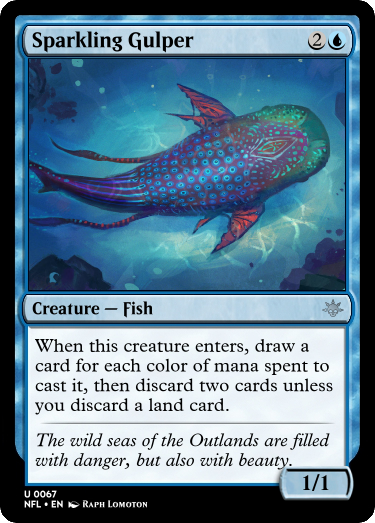 Sparkling Gulper 2
Creature — Fish
When this creature enters, draw a
card for each color of mana spent to
cast it, then discard two cards unless
you discard a land card.
The wild seas of the Outlands are filled
with danger, but also with beauty.
1/1
U 0067
NFL • EN Raph Lomoton